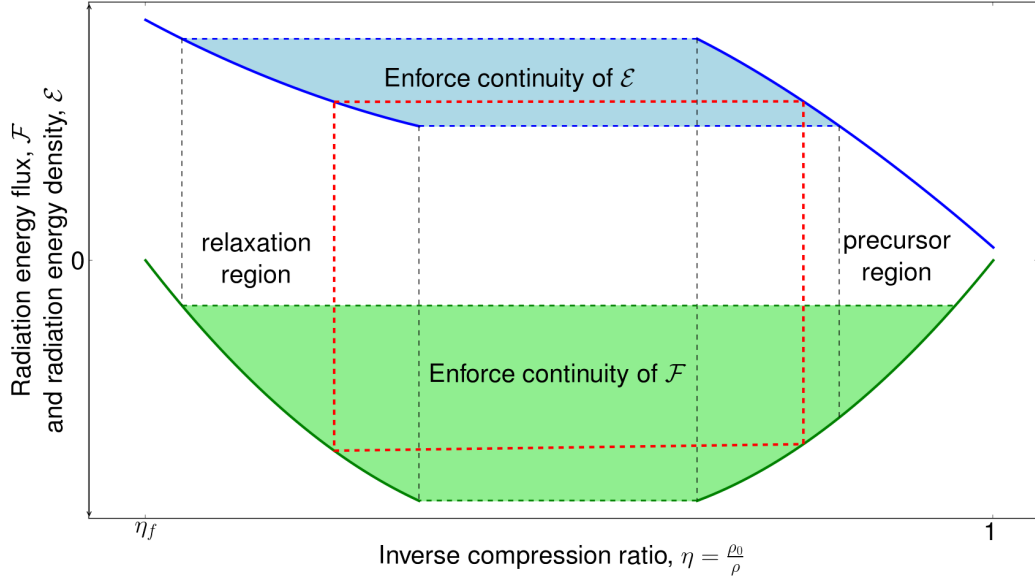 Radiation energy flux, ℱ
and radiation energy density, ℰ
Enforce continuity of ℰ
relaxation
region
precursor
region
0
Enforce continuity of ℱ
η_f
1
Inverse compression ratio, η = ρ₀/ρ